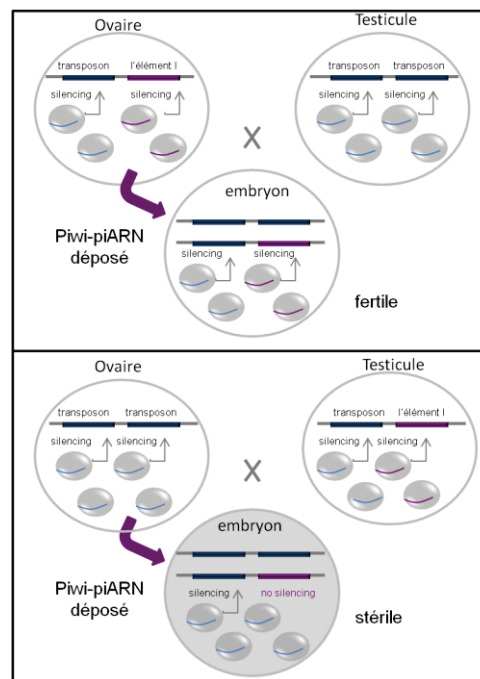 Ovaire
Testicule
transposon l'élément I
transposon transposon
silencing silencing
silencing silencing
X
embryon
Piwi-piARN
déposé
silencing silencing
fertile
Ovaire
Testicule
transposon transposon
transposon l'élément I
silencing silencing
silencing silencing
X
embryon
Piwi-piARN
déposé
silencing no silencing
stérile